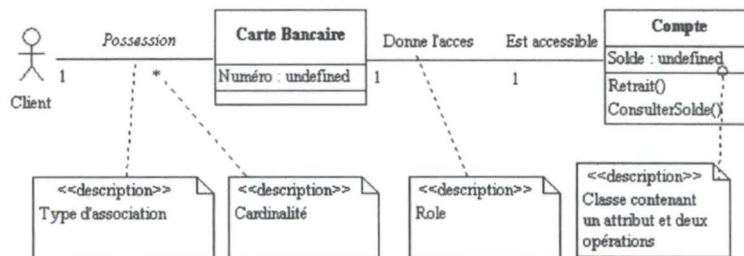 Possession
Carte Bancaire
Donne l'acces
Est accessible
Compte
Numéro : undefined
Solde : undefined
Retrait()
ConsulterSolde()
1
*
1
1
Client
<<description>>
Type d'association
<<description>>
Cardinalité
<<description>>
Role
<<description>>
Classe contenant
un attribut et deux
opérations